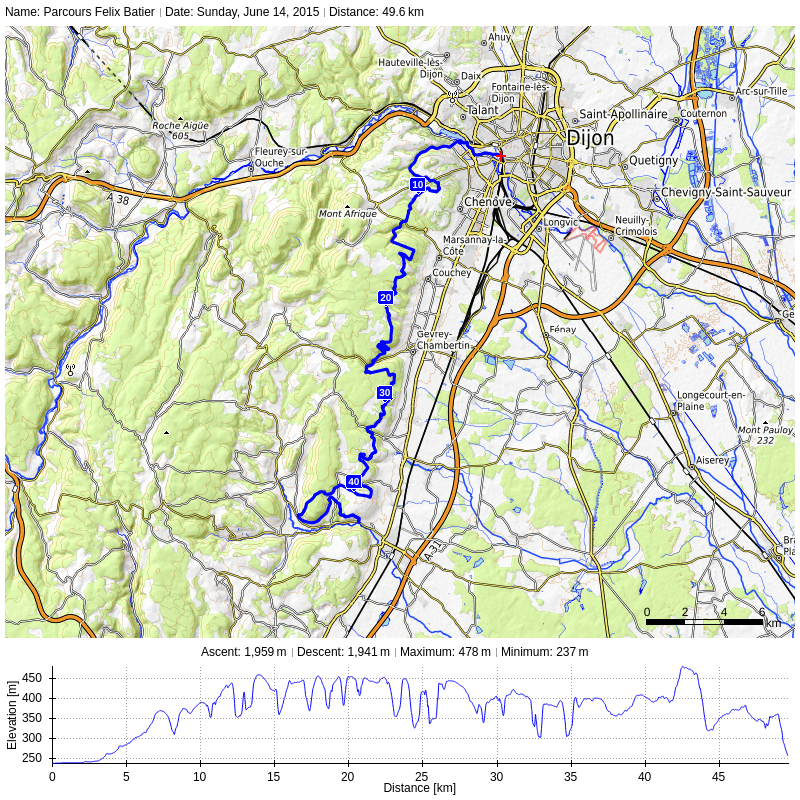 Name: Parcours Felix Batier | Date: Sunday, June 14, 2015 | Distance: 49.6 km
Ahuy
Hauteville-lès-
Dijon
Daix
Fontaine-lès-
Dijon
Arc-sur-Tille
Talant
Saint-Apollinaire
Couternon
Roche Aigüe
605
Dijon
Fleurey-sur-
Ouche
Quetigny
10
Chevigny-Saint-Sauveur
A 38
Chenôve
Mont Afrique
Longvic
Neuilly-
Crimolois
Marsannay-la-
Côte
Couchey
20
Ge
Gevrey-
Chambertin
Fénay
30
Longecourt-en-
Plaine
Mont Pauloy
232
Aiserey
40
A 31
Bra
Pla
0 2 4 6
km
Ascent: 1,959 m | Descent: 1,941 m | Maximum: 478 m | Minimum: 237 m
Elevation [m]
450
400
350
300
250
0 5 10 15 20 25 30 35 40 45
Distance [km]